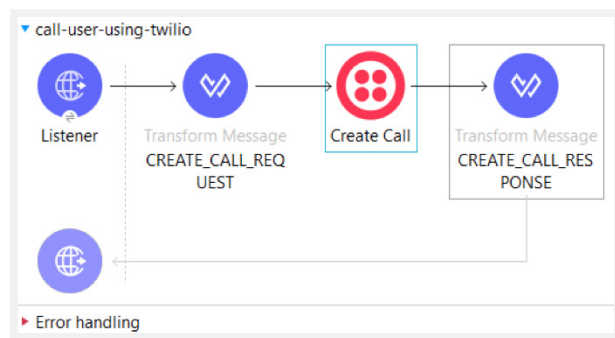 call-user-using-twilio
Listener
Transform Message
CREATE_CALL_REQ
UEST
Create Call
Transform Message
CREATE_CALL_RES
PONSE
Error handling